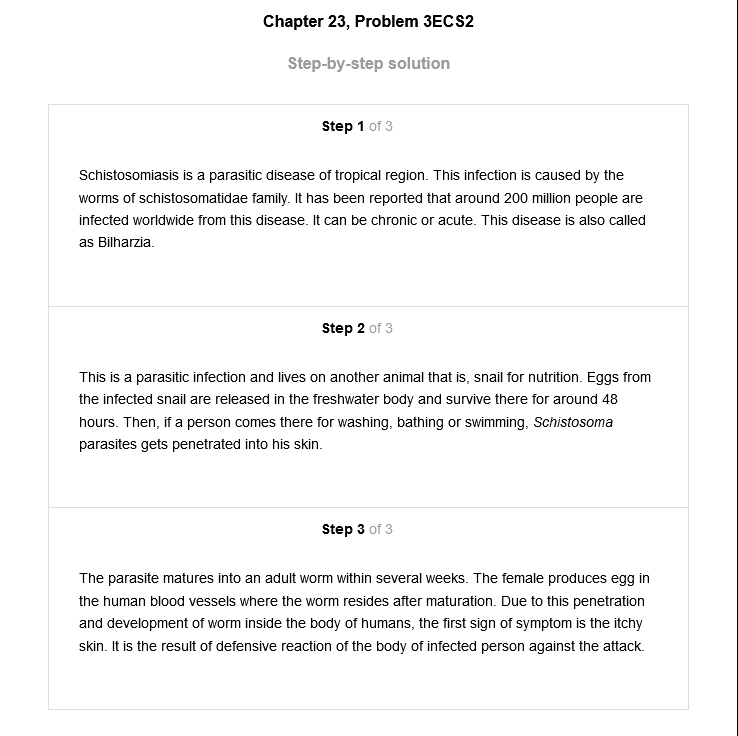 Chapter 23, Problem 3ECS2
Step-by-step solution
Step 1 of 3
Schistosomiasis is a parasitic disease of tropical region. This infection is caused by the
worms of schistosomatidae family. It has been reported that around 200 million people are
infected worldwide from this disease. It can be chronic or acute. This disease is also called
as Bilharzia.
Step 2 of 3
This is a parasitic infection and lives on another animal that is, snail for nutrition. Eggs from
the infected snail are released in the freshwater body and survive there for around 48
hours. Then, if a person comes there for washing, bathing or swimming, Schistosoma
parasites gets penetrated into his skin.
Step 3 of 3
The parasite matures into an adult worm within several weeks. The female produces egg in
the human blood vessels where the worm resides after maturation. Due to this penetration
and development of worm inside the body of humans, the first sign of symptom is the itchy
skin. It is the result of defensive reaction of the body of infected person against the attack.